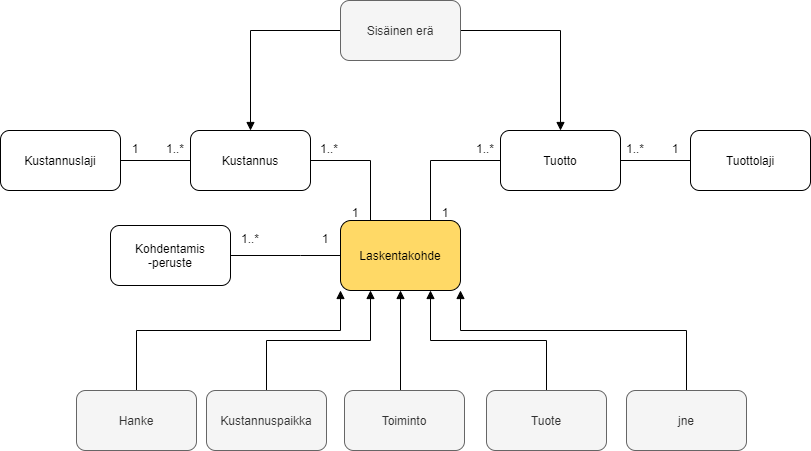 Sisäinen erä
Kustannuslaji
1
1..*
Kustannus
1..*
1..*
Tuotto
1..*
1
Tuottolaji
1
1
Kohdentamis
-peruste
1..*
1
Laskentakohde
Hanke
Kustannuspaikka
Toiminto
Tuote
jne